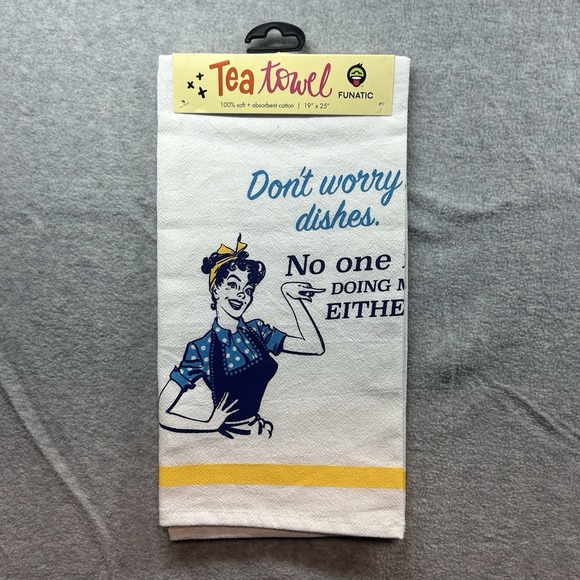 Tea towel
FUNATIC
100% soft + absorbent cotton | 19" x 25"
Don't worry
dishes.
No one
DOING
EITHE